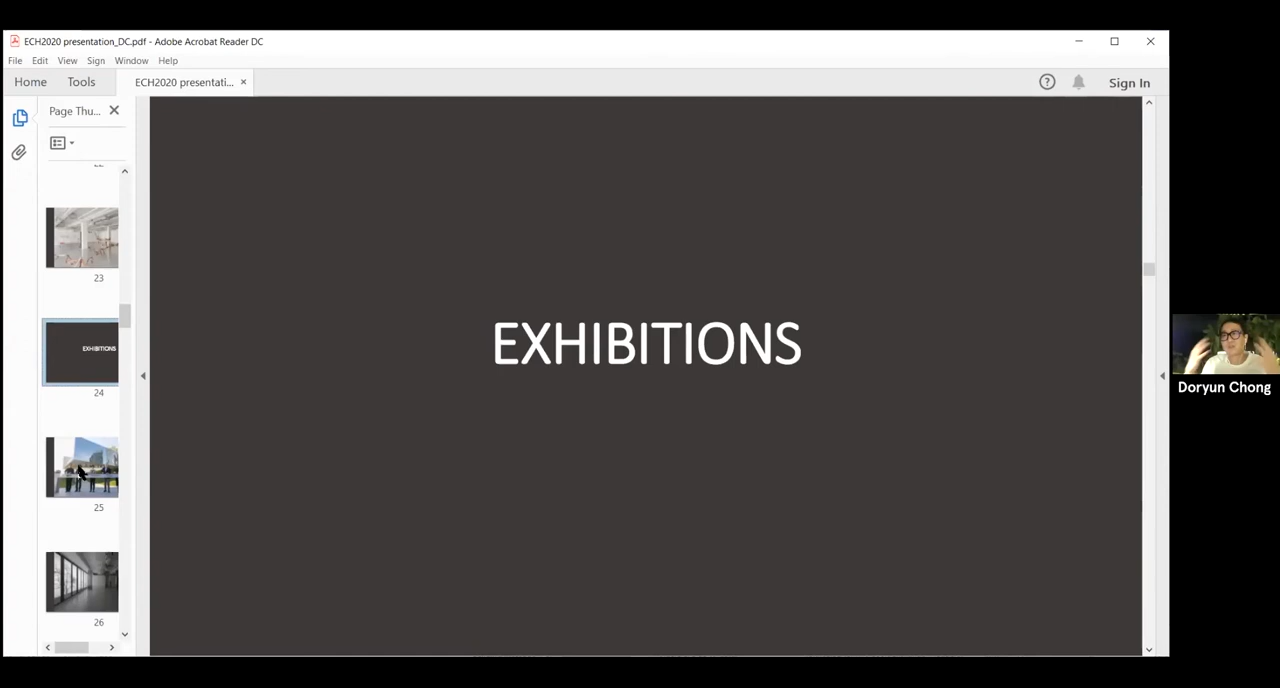 ECH2020 presentation_DC.pdf - Adobe Acrobat Reader DC
File Edit View Sign Window Help
Home Tools ECH2020 presentati... Sign In
Page Thu...
23
EXHIBITIONS
24
25
26
EXHIBITIONS
Doryun Chong